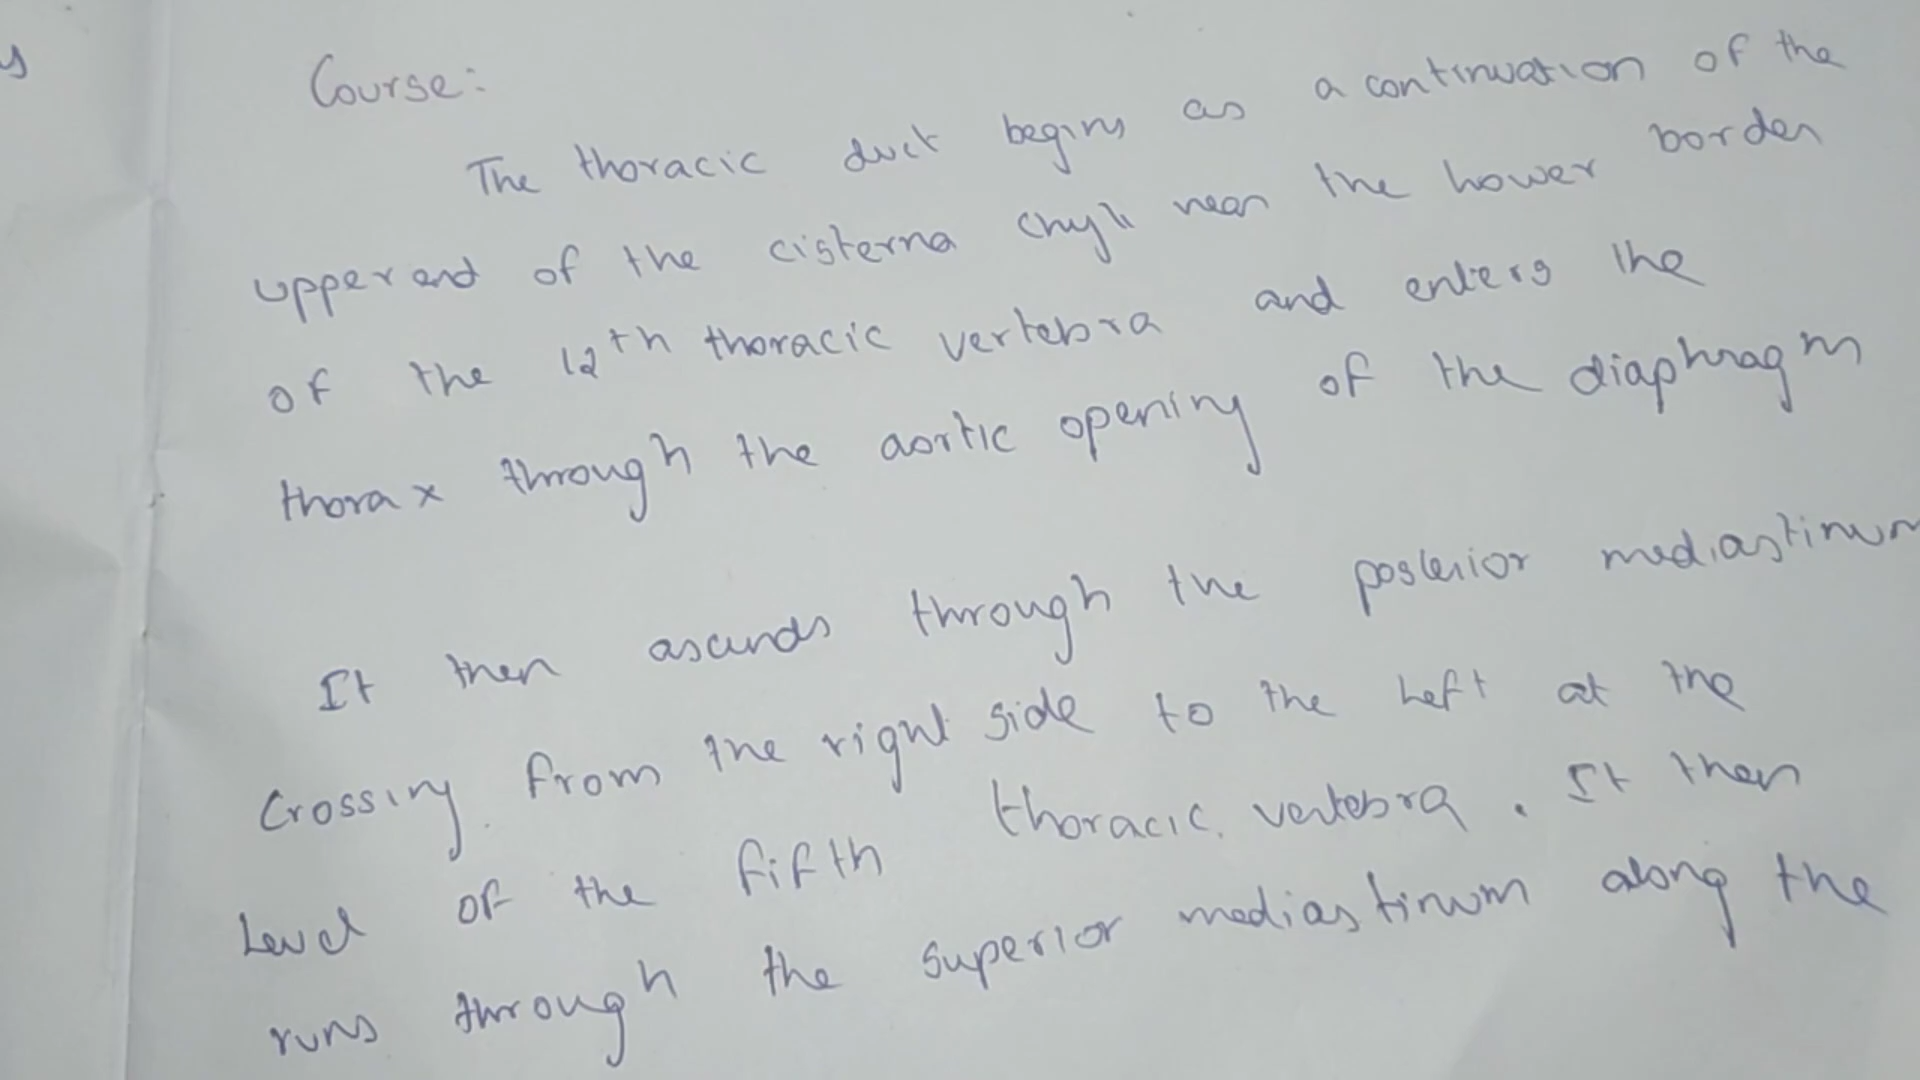 Course:
The thoracic duct begins as a continuation of the
upper end of the cisterna chyli near the lower border
of the 12th thoracic vertebra and enters the
thorax through the aortic opening of the diaphragm
It then ascends through the posterior mediastinum
crossing from the right side to the left at the
level of the fifth thoracic vertebra. It then
runs through the superior mediastinum along the